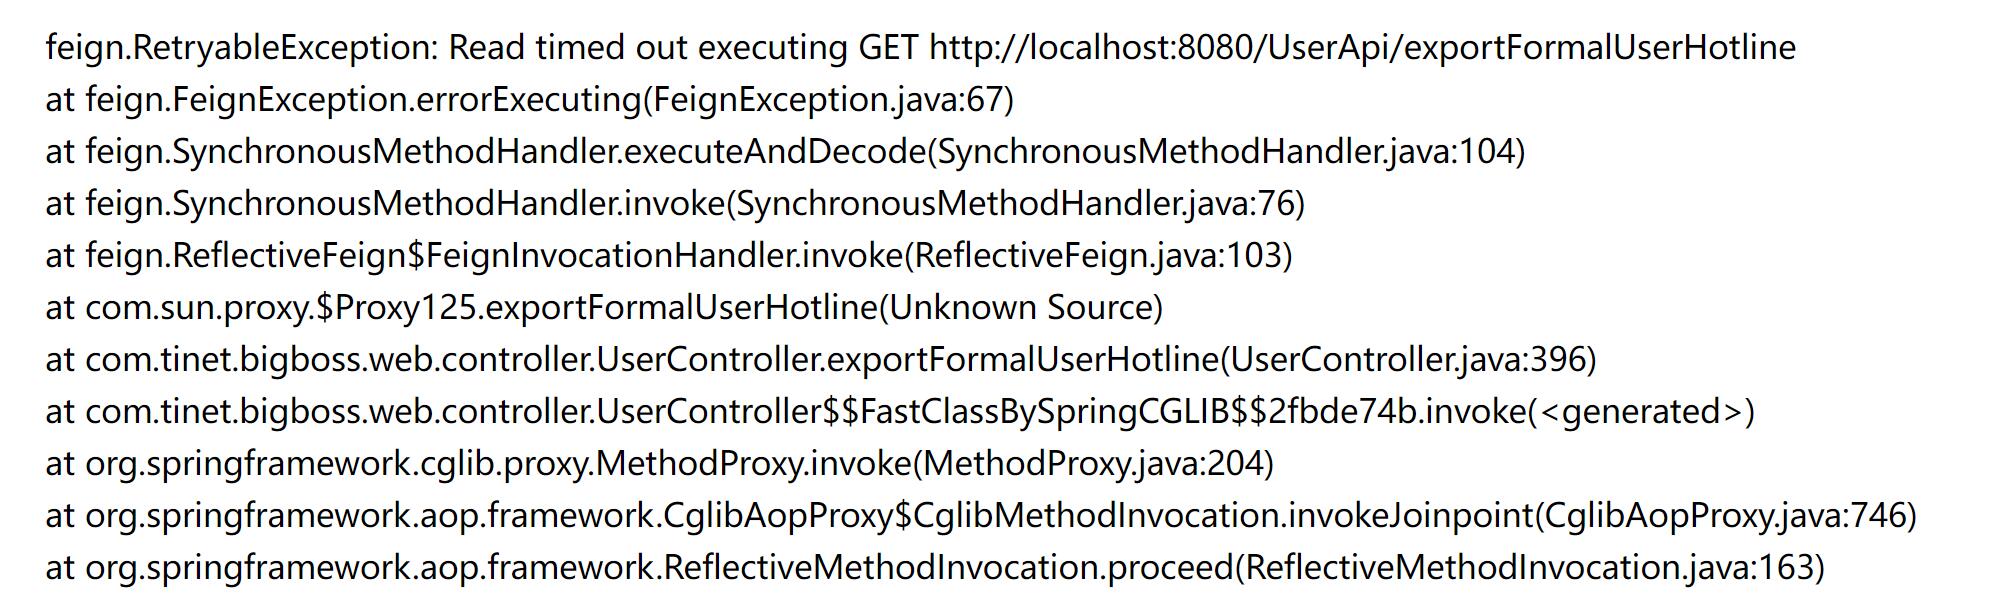 feign.RetryableException: Read timed out executing GET http://localhost:8080/UserApi/exportFormalUserHotline
at feign.FeignException.errorExecuting(FeignException.java:67)
at feign.SynchronousMethodHandler.executeAndDecode(SynchronousMethodHandler.java:104)
at feign.SynchronousMethodHandler.invoke(SynchronousMethodHandler.java:76)
at feign.ReflectiveFeign$FeignInvocationHandler.invoke(ReflectiveFeign.java:103)
at com.sun.proxy.$Proxy125.exportFormalUserHotline(Unknown Source)
at com.tinet.bigboss.web.controller.UserController.exportFormalUserHotline(UserController.java:396)
at com.tinet.bigboss.web.controller.UserController$$FastClassBySpringCGLIB$$2fbde74b.invoke(<generated>)
at org.springframework.cglib.proxy.MethodProxy.invoke(MethodProxy.java:204)
at org.springframework.aop.framework.CglibAopProxy$CglibMethodInvocation.invokeJoinpoint(CglibAopProxy.java:746)
at org.springframework.aop.framework.ReflectiveMethodInvocation.proceed(ReflectiveMethodInvocation.java:163)